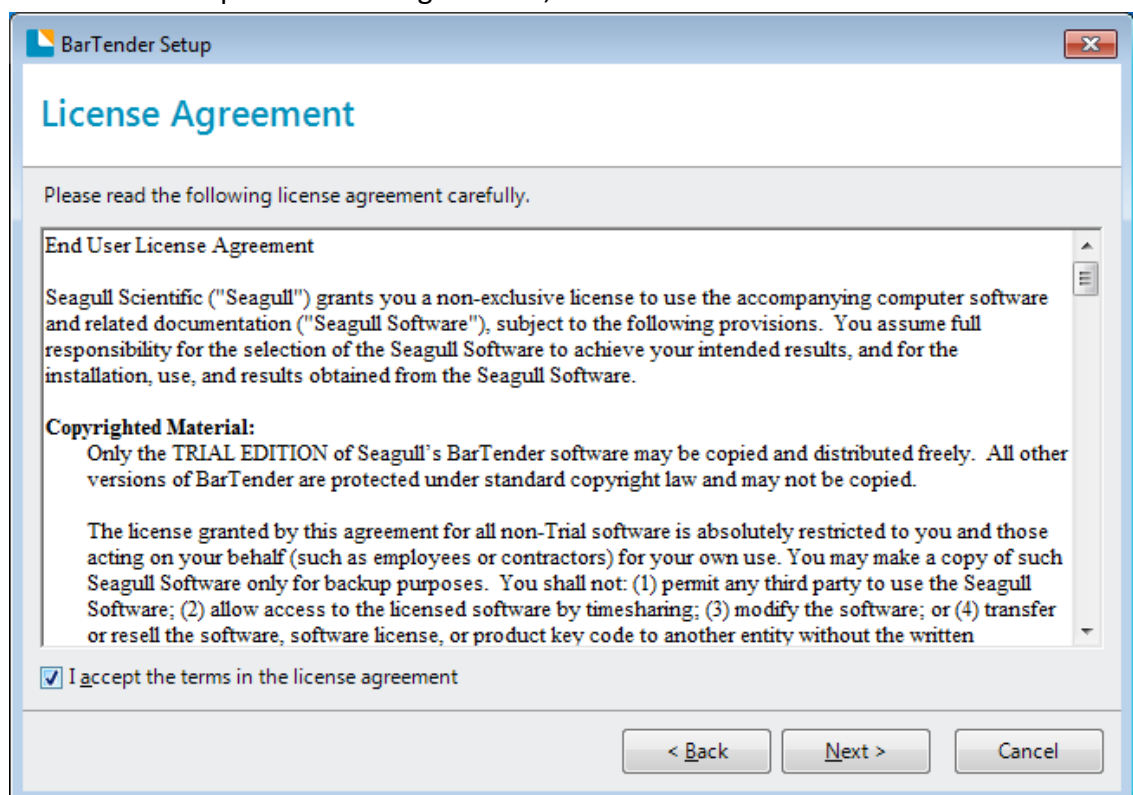 BarTender Setup
License Agreement
Please read the following license agreement carefully.
End User License Agreement
Seagull Scientific ("Seagull") grants you a non-exclusive license to use the accompanying computer software
and related documentation ("Seagull Software"), subject to the following provisions.  You assume full
responsibility for the selection of the Seagull Software to achieve your intended results, and for the
installation, use, and results obtained from the Seagull Software.
Copyrighted Material:
Only the TRIAL EDITION of Seagull’s BarTender software may be copied and distributed freely.  All other
versions of BarTender are protected under standard copyright law and may not be copied.
The license granted by this agreement for all non-Trial software is absolutely restricted to you and those
acting on your behalf (such as employees or contractors) for your own use. You may make a copy of such
Seagull Software only for backup purposes.  You shall not: (1) permit any third party to use the Seagull
Software; (2) allow access to the licensed software by timesharing; (3) modify the software; or (4) transfer
or resell the software, software license, or product key code to another entity without the written
I accept the terms in the license agreement
< Back
Next >
Cancel